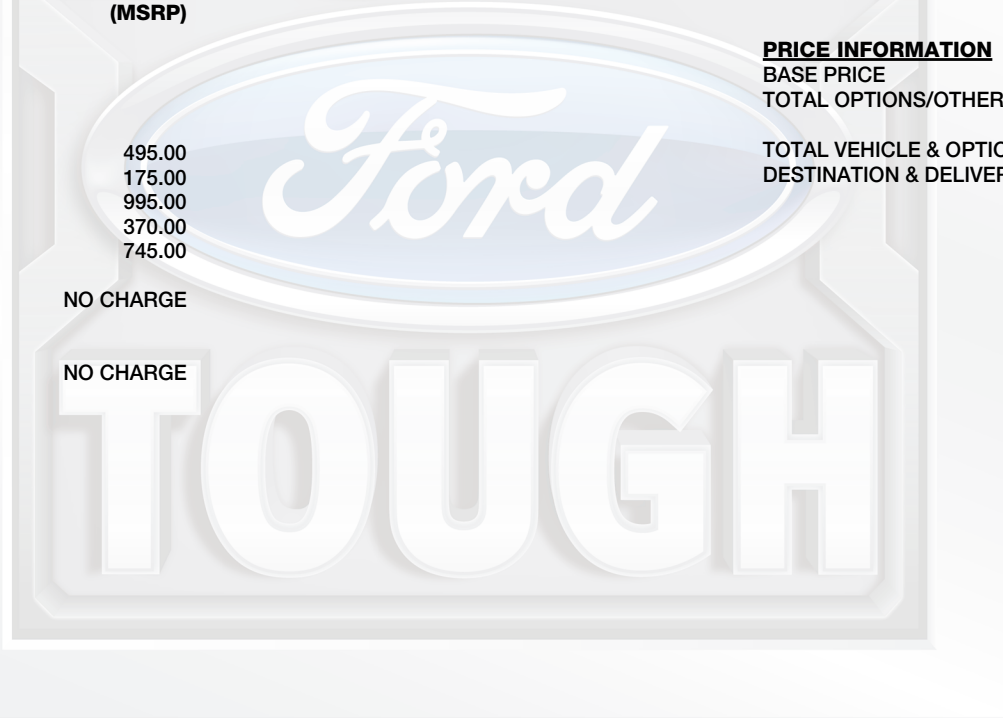 (MSRP)
495.00
175.00
995.00
370.00
745.00
NO CHARGE
NO CHARGE
PRICE INFORMATION
BASE PRICE
TOTAL OPTIONS/OTHER
TOTAL VEHICLE & OPTIO
DESTINATION & DELIVER
Ford
TOUGH